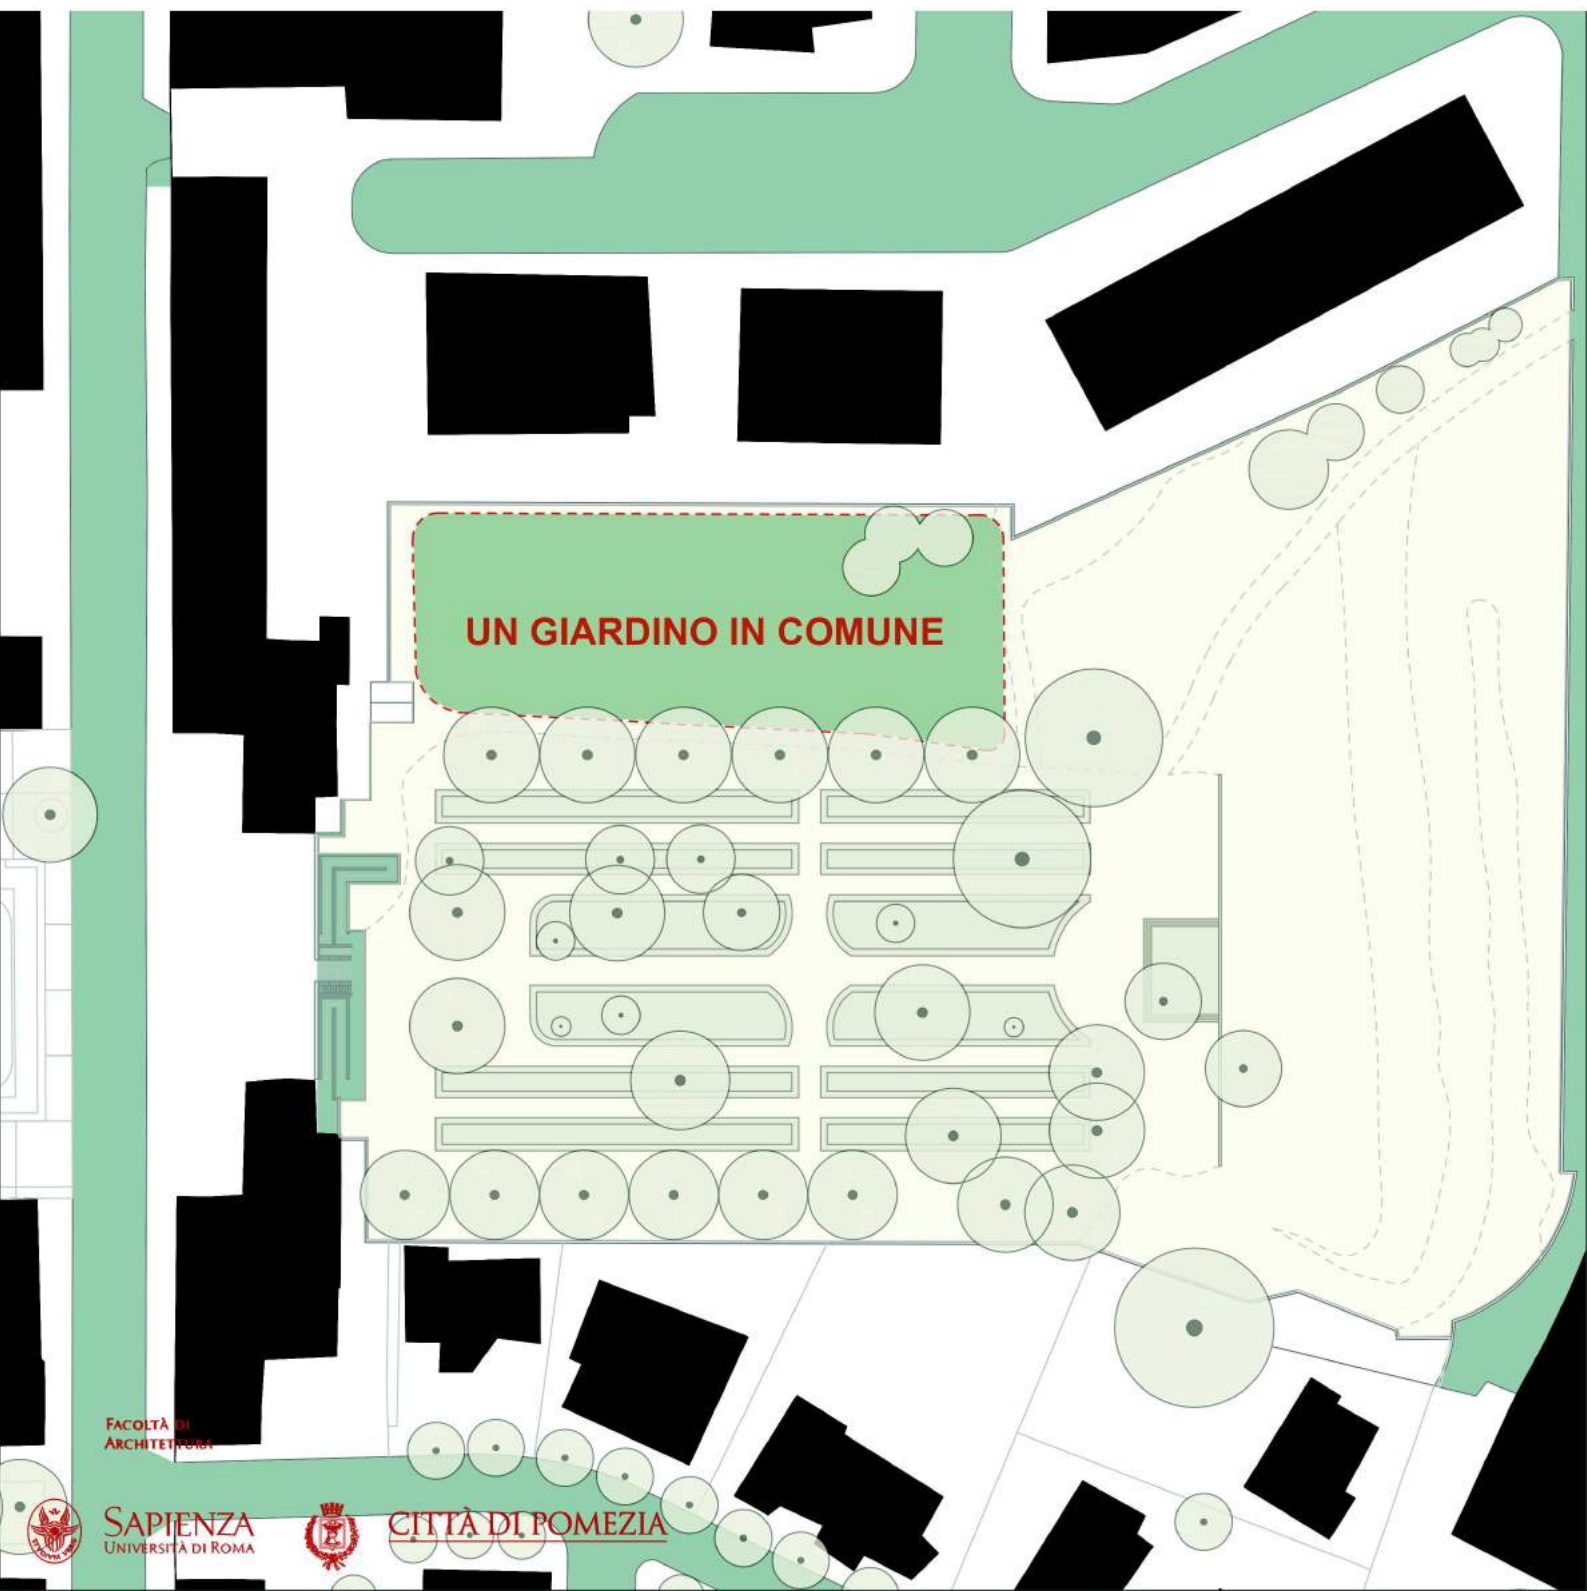 UN GIARDINO IN COMUNE
FACOLTÀ DI
ARCHITETTURA
SAPIENZA
UNIVERSITÀ DI ROMA
CITTÀ DI POMEZIA